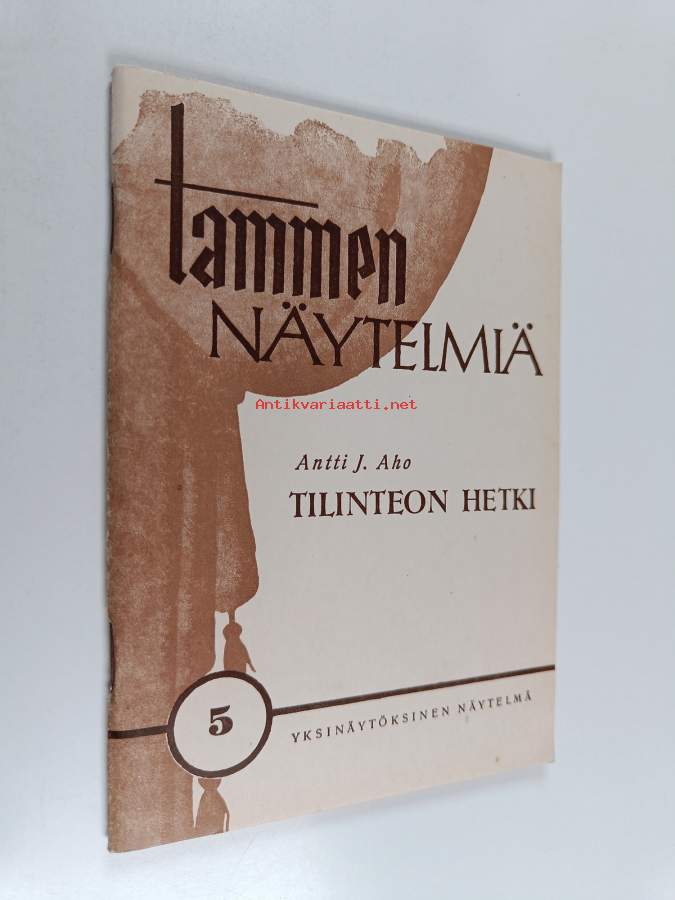 tammen
NÄYTELMIÄ
Antikvariaatti.net
Antti J. Aho
TILINTEON HETKI
5
YKSINÄYTÖKSINEN NÄYTELMÄ